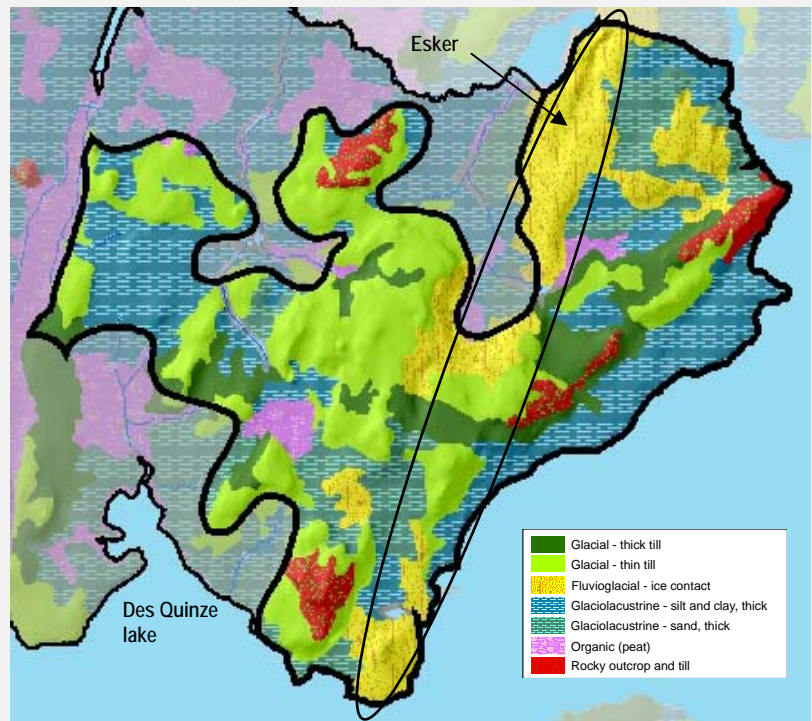 Esker
Des Quinze
lake
Glacial - thick till
Glacial - thin till
Fluvioglacial - ice contact
Glaciolacustrine - silt and clay, thick
Glaciolacustrine - sand, thick
Organic (peat)
Rocky outcrop and till